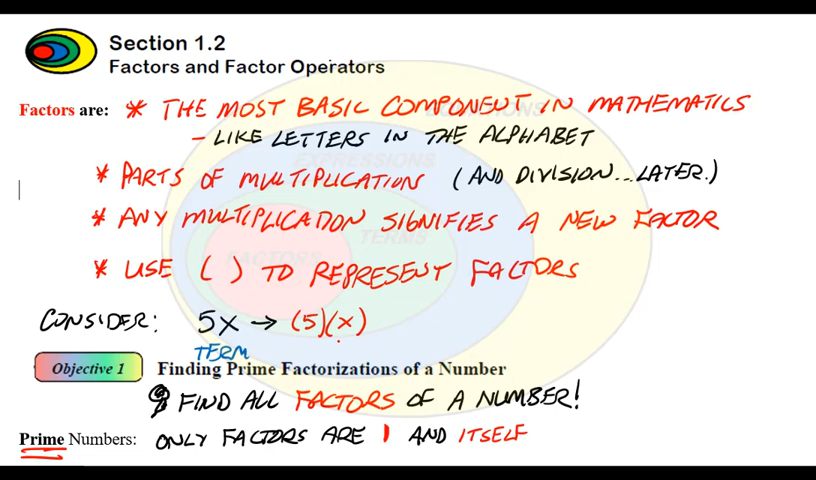 Section 1.2
Factors and Factor Operators
Factors are: * THE MOST BASIC COMPONENT IN MATHEMATICS
- LIKE LETTERS IN THE ALPHABET
EXPRESSIONS
* PARTS OF MULTIPLICATION (AND DIVISION...LATER.)
* ANY MULTIPLICATION SIGNIFIES A NEW FACTOR
TERMS
FACTORS
* USE ( ) TO REPRESENT FACTORS
CONSIDER: 5X → (5)(X)
TERM
Objective 1 Finding Prime Factorizations of a Number
FIND ALL FACTORS OF A NUMBER!
Prime Numbers: ONLY FACTORS ARE 1 AND ITSELF